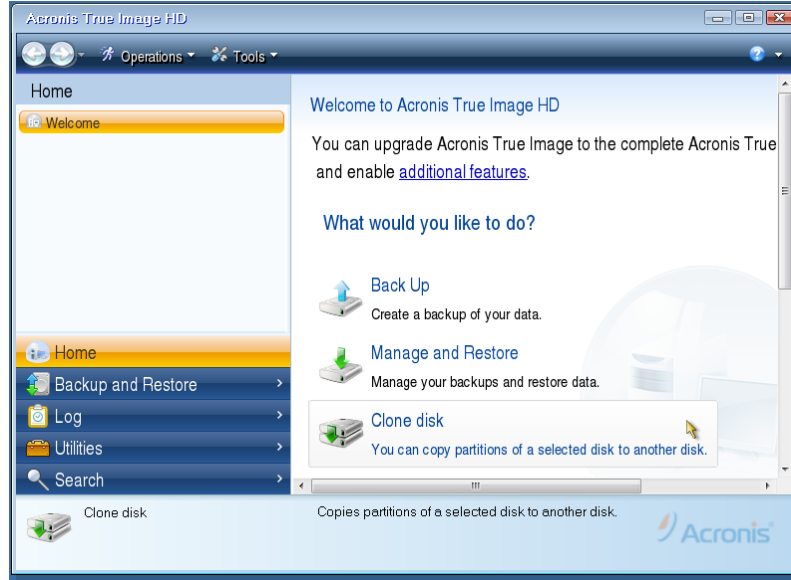 Acronis True Image HD
Operations Tools
Home
Welcome
Welcome to Acronis True Image HD
You can upgrade Acronis True Image to the complete Acronis True
and enable additional features.
What would you like to do?
Back Up
Create a backup of your data.
Manage and Restore
Manage your backups and restore data.
Clone disk
You can copy partitions of a selected disk to another disk.
Home
Backup and Restore
Log
Utilities
Search
Clone disk
Copies partitions of a selected disk to another disk.
Acronis